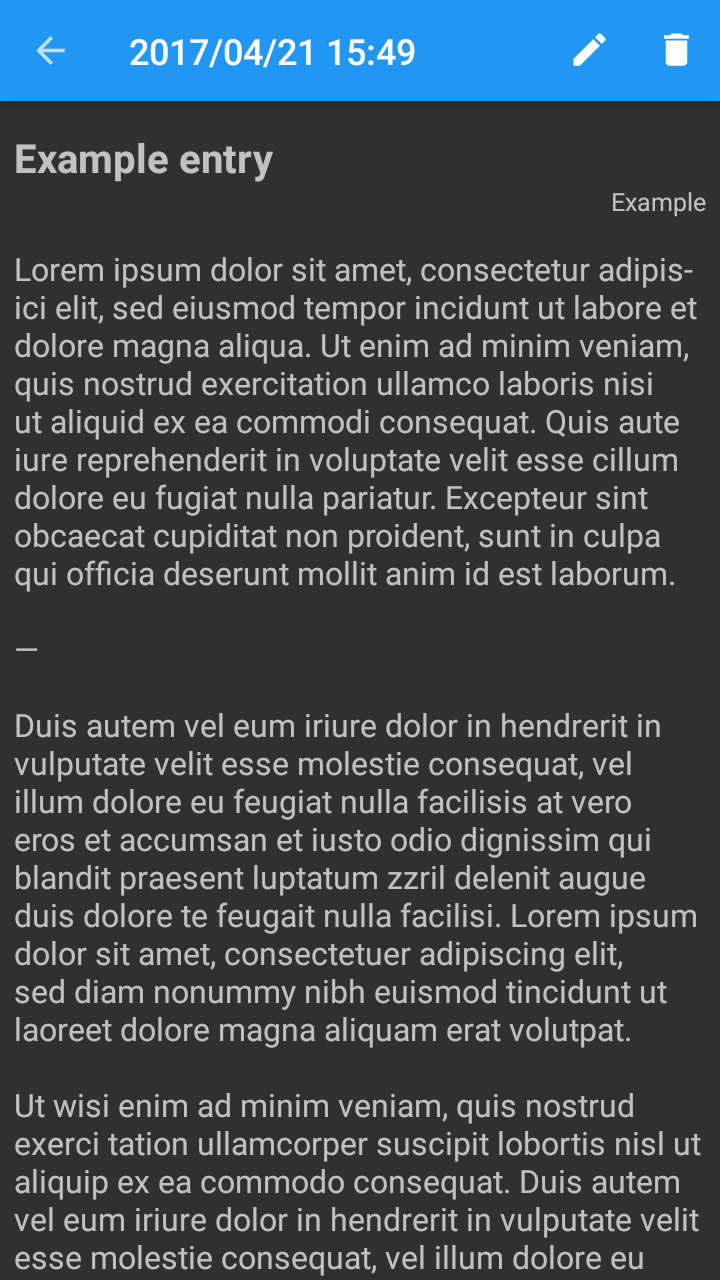 2017/04/21 15:49
Example entry
Example
Lorem ipsum dolor sit amet, consectetur adipis-
ici elit, sed eiusmod tempor incidunt ut labore et
dolore magna aliqua. Ut enim ad minim veniam,
quis nostrud exercitation ullamco laboris nisi
ut aliquid ex ea commodi consequat. Quis aute
iure reprehenderit in voluptate velit esse cillum
dolore eu fugiat nulla pariatur. Excepteur sint
obcaecat cupiditat non proident, sunt in culpa
qui officia deserunt mollit anim id est laborum.
—
Duis autem vel eum iriure dolor in hendrerit in
vulputate velit esse molestie consequat, vel
illum dolore eu feugiat nulla facilisis at vero
eros et accumsan et iusto odio dignissim qui
blandit praesent luptatum zzril delenit augue
duis dolore te feugait nulla facilisi. Lorem ipsum
dolor sit amet, consectetuer adipiscing elit,
sed diam nonummy nibh euismod tincidunt ut
laoreet dolore magna aliquam erat volutpat.
Ut wisi enim ad minim veniam, quis nostrud
exerci tation ullamcorper suscipit lobortis nisl ut
aliquip ex ea commodo consequat. Duis autem
vel eum iriure dolor in hendrerit in vulputate velit
esse molestie consequat, vel illum dolore eu